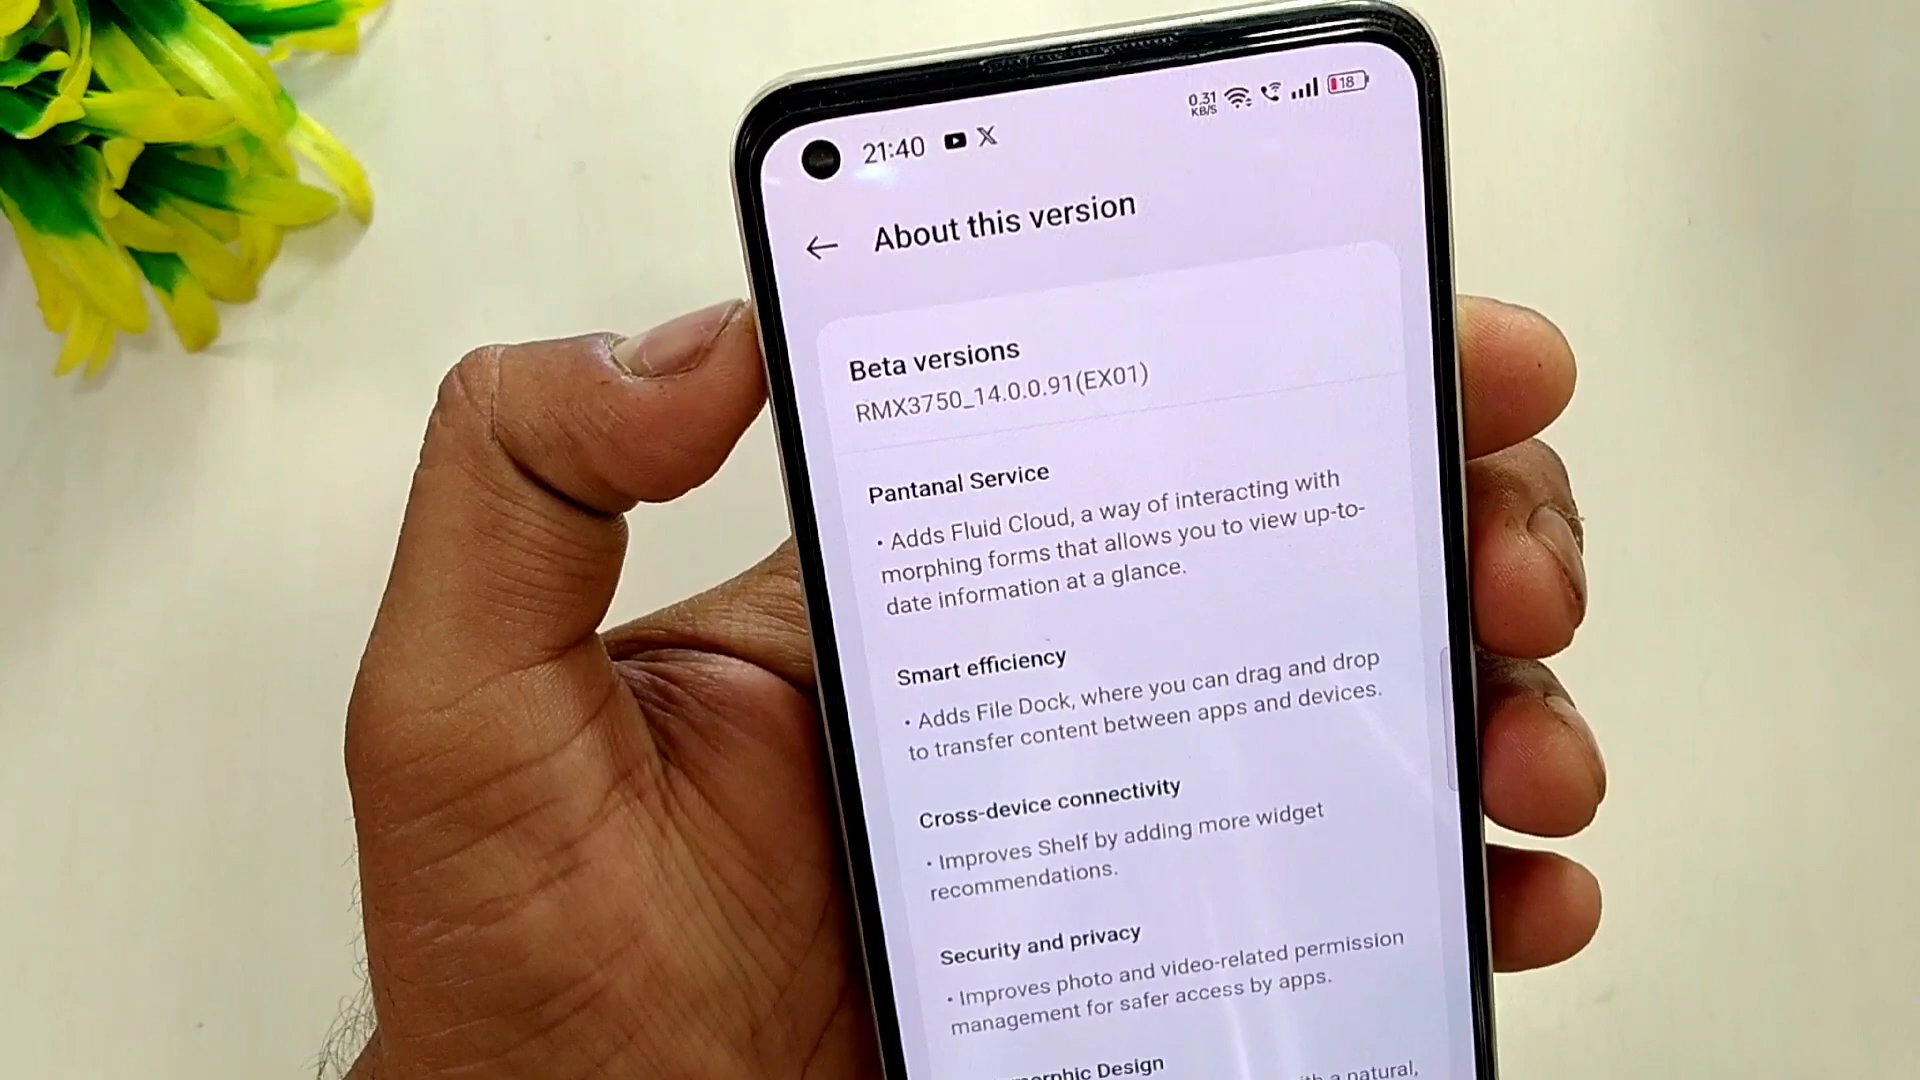 21:40
0.31
KB/S
18
About this version
Beta versions
RMX3750_14.0.0.91(EX01)
Pantanal Service
• Adds Fluid Cloud, a way of interacting with
morphing forms that allows you to view up-to-
date information at a glance.
Smart efficiency
• Adds File Dock, where you can drag and drop
to transfer content between apps and devices.
Cross-device connectivity
• Improves Shelf by adding more widget
recommendations.
Security and privacy
• Improves photo and video-related permission
management for safer access by apps.
Design
a natural,